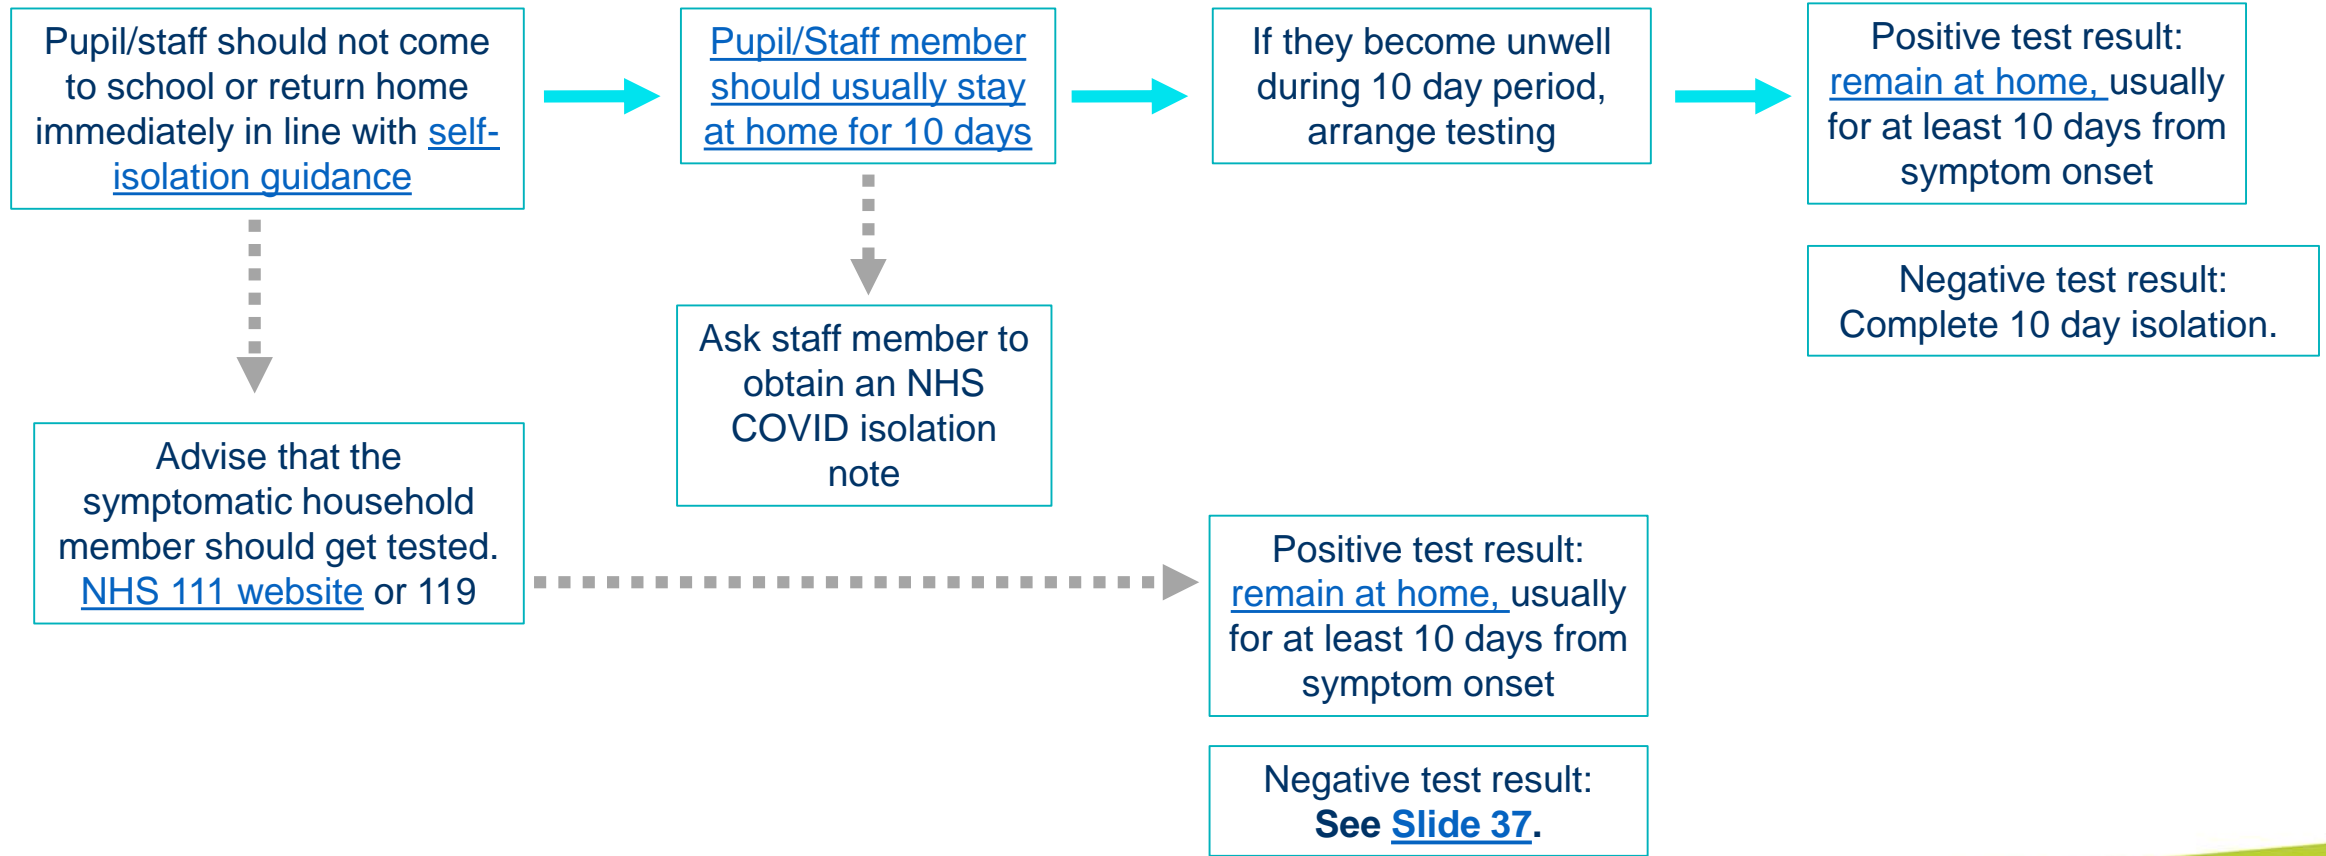 Pupil/staff should not come
to school or return home
immediately in line with self-
isolation guidance
Pupil/Staff member
should usually stay
at home for 10 days
If they become unwell
during 10 day period,
arrange testing
Positive test result:
remain at home, usually
for at least 10 days from
symptom onset
Negative test result:
Complete 10 day isolation.
Ask staff member to
obtain an NHS
COVID isolation
note
Advise that the
symptomatic household
member should get tested.
NHS 111 website or 119
Positive test result:
remain at home, usually
for at least 10 days from
symptom onset
Negative test result:
See Slide 37.